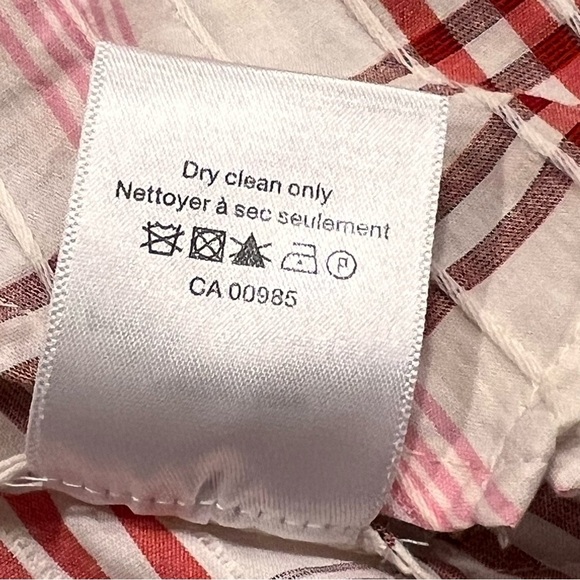 Dry clean only
Nettoyer à sec seulement
P
CA 00985